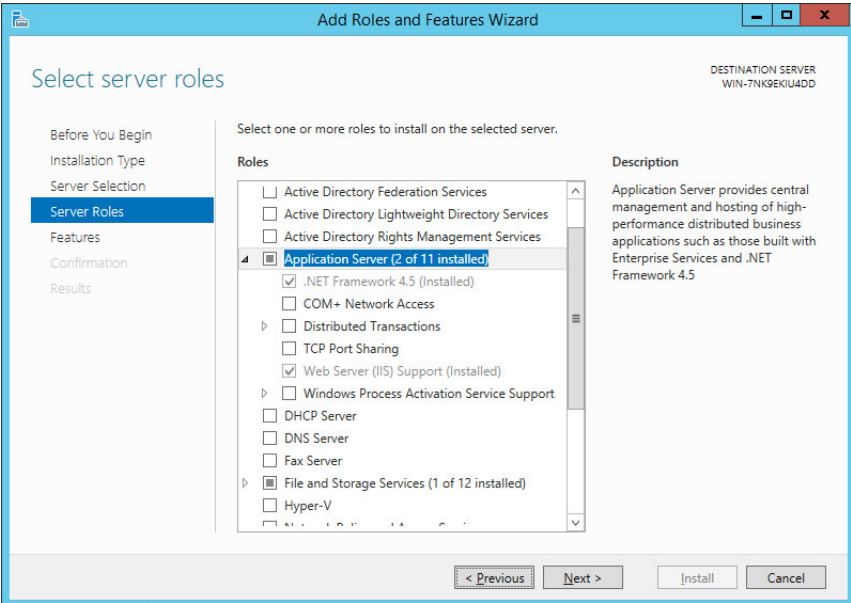 Add Roles and Features Wizard
Select server roles
DESTINATION SERVER
WIN-7NK9EKIU4DD
Before You Begin
Installation Type
Server Selection
Server Roles
Features
Confirmation
Results
Select one or more roles to install on the selected server.
Roles
Active Directory Federation Services
Active Directory Lightweight Directory Services
Active Directory Rights Management Services
Application Server (2 of 11 installed)
.NET Framework 4.5 (Installed)
COM+ Network Access
Distributed Transactions
TCP Port Sharing
Web Server (IIS) Support (Installed)
Windows Process Activation Service Support
DHCP Server
DNS Server
Fax Server
File and Storage Services (1 of 12 installed)
Hyper-V
Description
Application Server provides central
management and hosting of high-
performance distributed business
applications such as those built with
Enterprise Services and .NET
Framework 4.5
< Previous
Next >
Install
Cancel